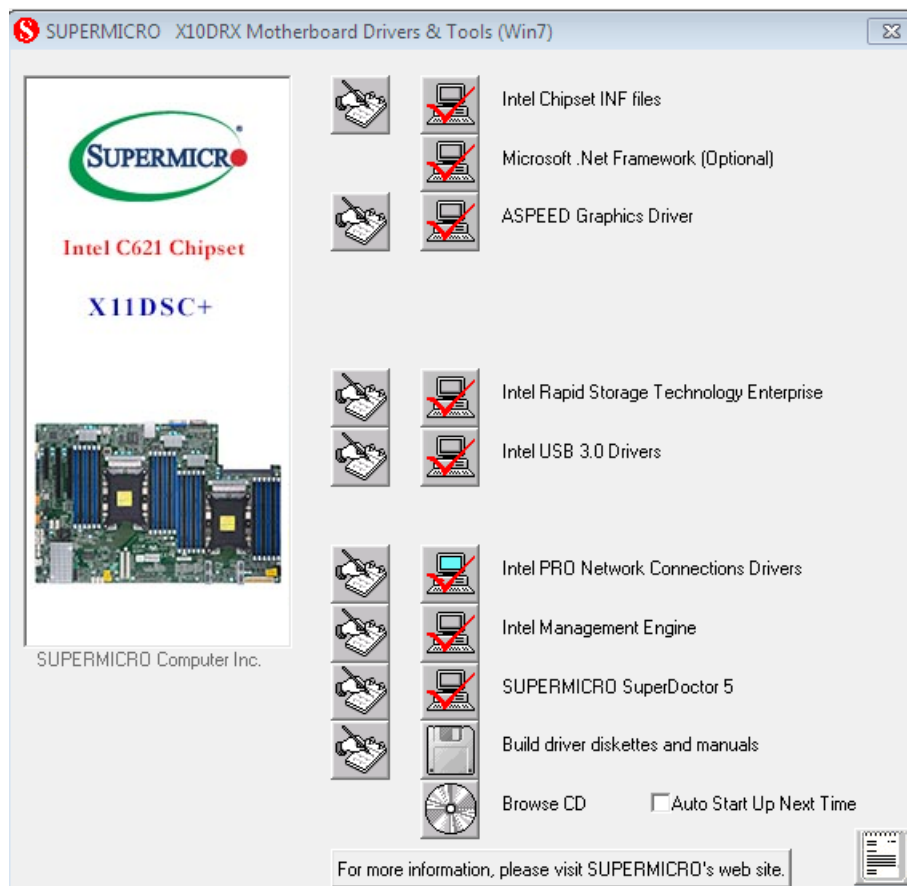 SUPERMICRO X10DRX Motherboard Drivers & Tools (Win7)
SUPERMICR
Intel C621 Chipset
X11DSC+
SUPERMICRO Computer Inc.
Intel Chipset INF files
Microsoft .Net Framework (Optional)
ASPEED Graphics Driver
Intel Rapid Storage Technology Enterprise
Intel USB 3.0 Drivers
Intel PRO Network Connections Drivers
Intel Management Engine
SUPERMICRO SuperDoctor 5
Build driver diskettes and manuals
Browse CD Auto Start Up Next Time
For more information, please visit SUPERMICRO's web site.